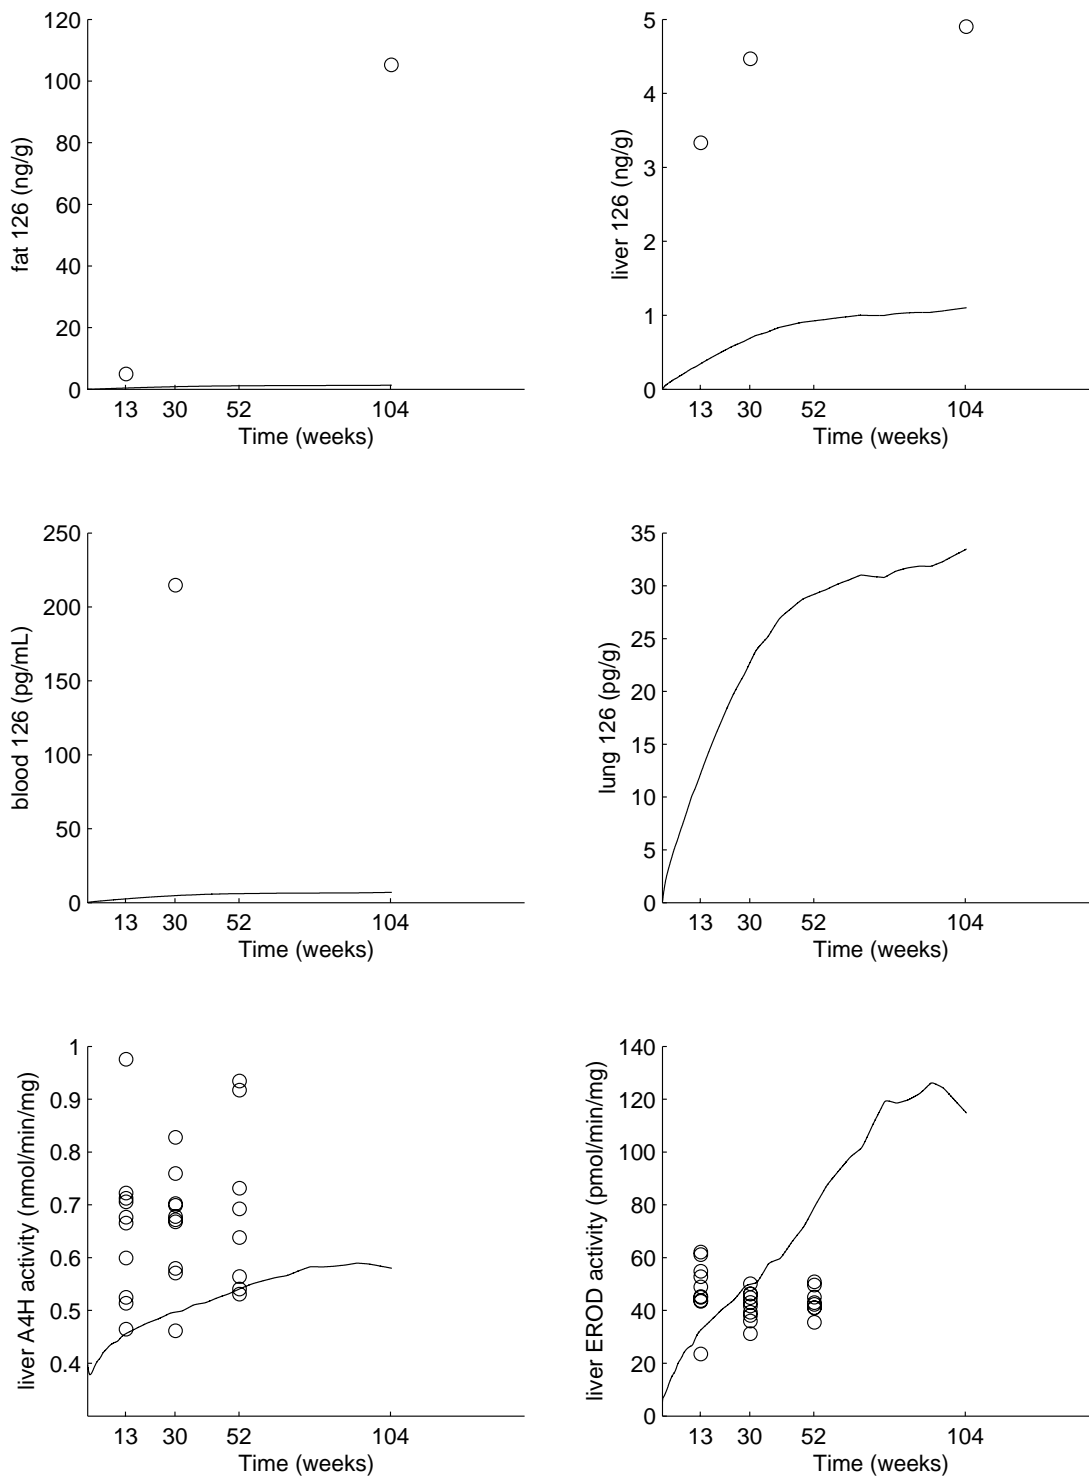 120
100
80
60
40
20
0
fat 126 (ng/g)
13 30 52 104
Time (weeks)
5
4
3
2
1
0
liver 126 (ng/g)
13 30 52 104
Time (weeks)
250
200
150
100
50
0
blood 126 (pg/mL)
13 30 52 104
Time (weeks)
35
30
25
20
15
10
5
0
lung 126 (pg/g)
13 30 52 104
Time (weeks)
1
0.9
0.8
0.7
0.6
0.5
0.4
liver A4H activity (nmol/min/mg)
13 30 52 104
Time (weeks)
140
120
100
80
60
40
20
0
liver EROD activity (pmol/min/mg)
13 30 52 104
Time (weeks)